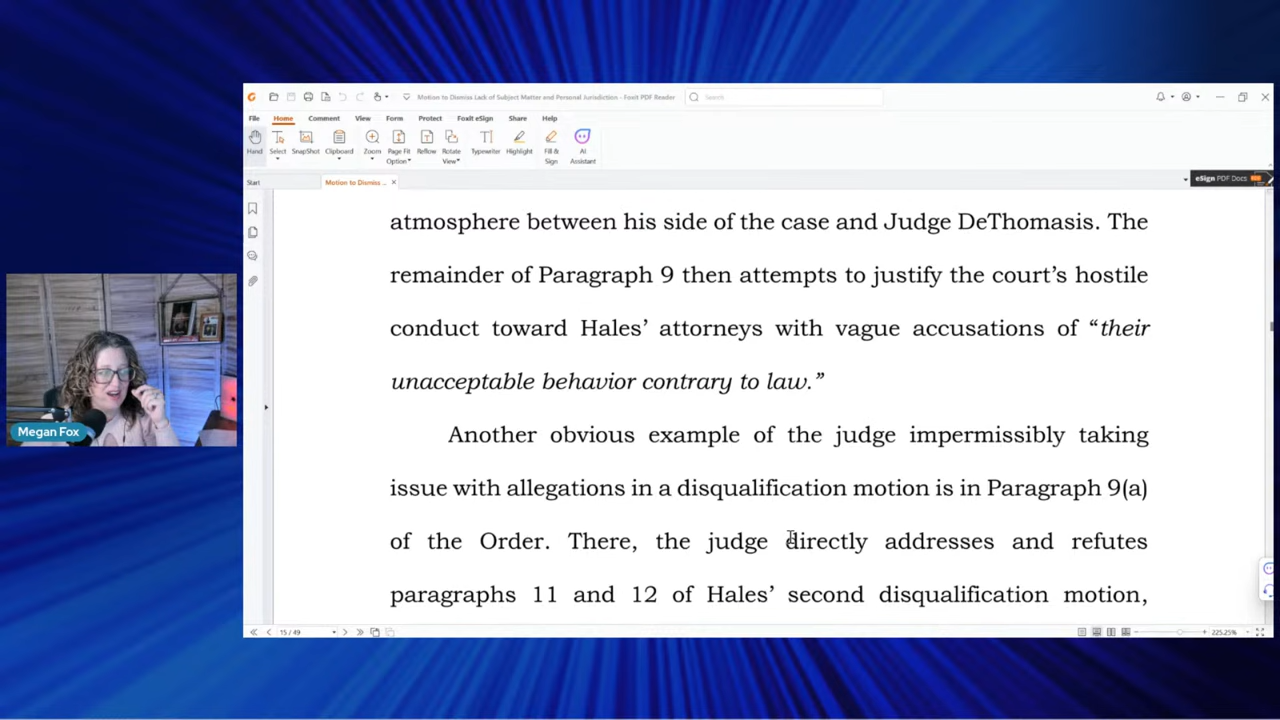 Motion to Dismiss Lack of Subject Matter and Personal Jurisdiction - Foxit PDF Reader
Search
File Home Comment View Form Protect Foxit eSign Share Help
Hand Select SnapShot Clipboard Zoom Page Fit Option Reflow Rotate View Typewriter Highlight Fill & Sign AI Assistant
Start Motion to Dismiss ... eSign PDF Docs
atmosphere between his side of the case and Judge DeThomasis. The
remainder of Paragraph 9 then attempts to justify the court’s hostile
conduct toward Hales’ attorneys with vague accusations of “their
unacceptable behavior contrary to law.”
Another obvious example of the judge impermissibly taking
issue with allegations in a disqualification motion is in Paragraph 9(a)
of the Order. There, the judge directly addresses and refutes
paragraphs 11 and 12 of Hales’ second disqualification motion,
Megan Fox
15 / 49
225.25%